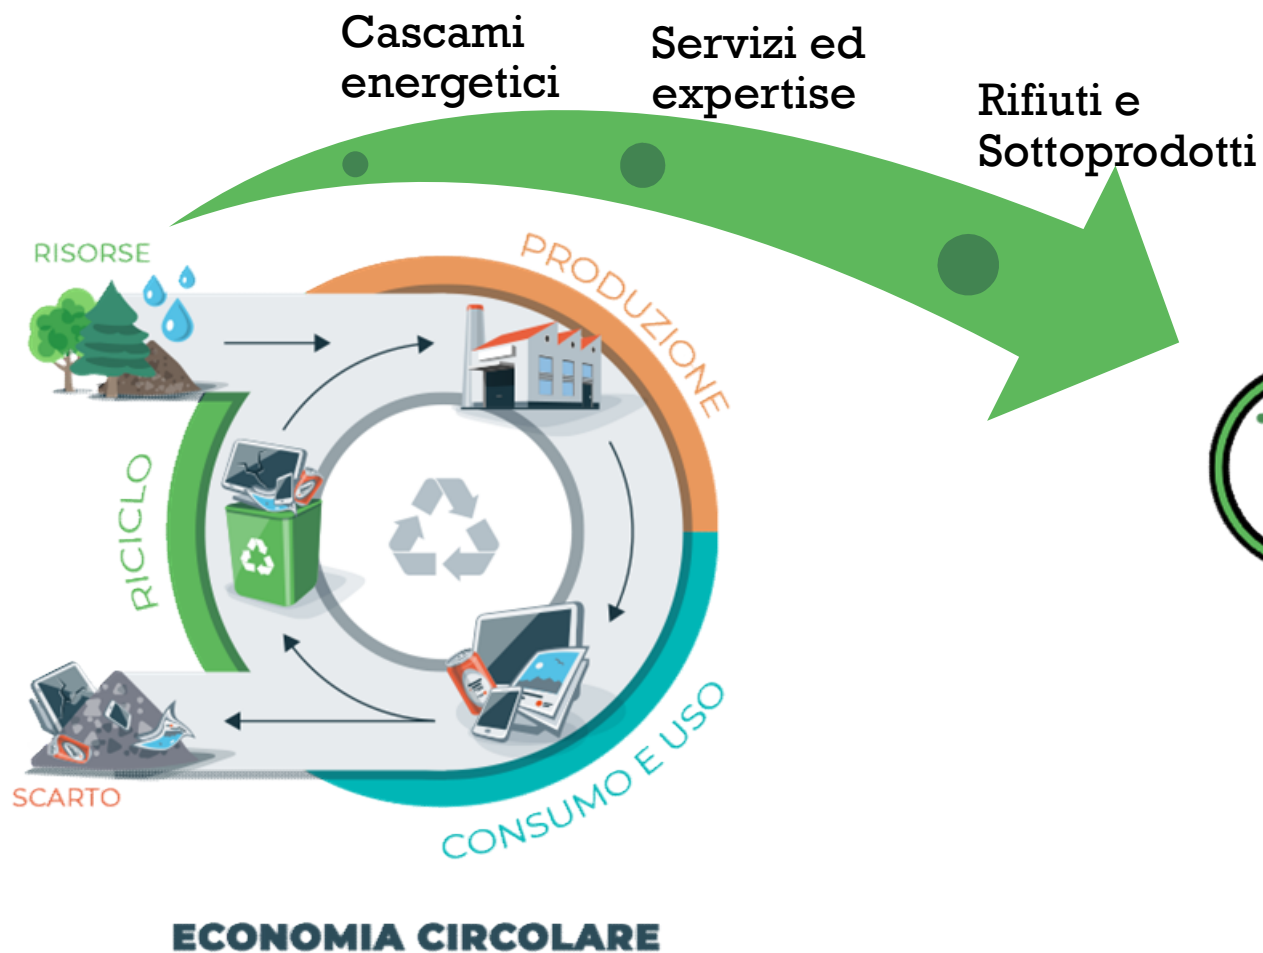 Cascami
energetici
Servizi ed
expertise
Rifiuti e
Sottoprodotti
RISORSE
PRODUZIONE
RICICLO
SCARTO
CONSUMO E USO
ECONOMIA CIRCOLARE